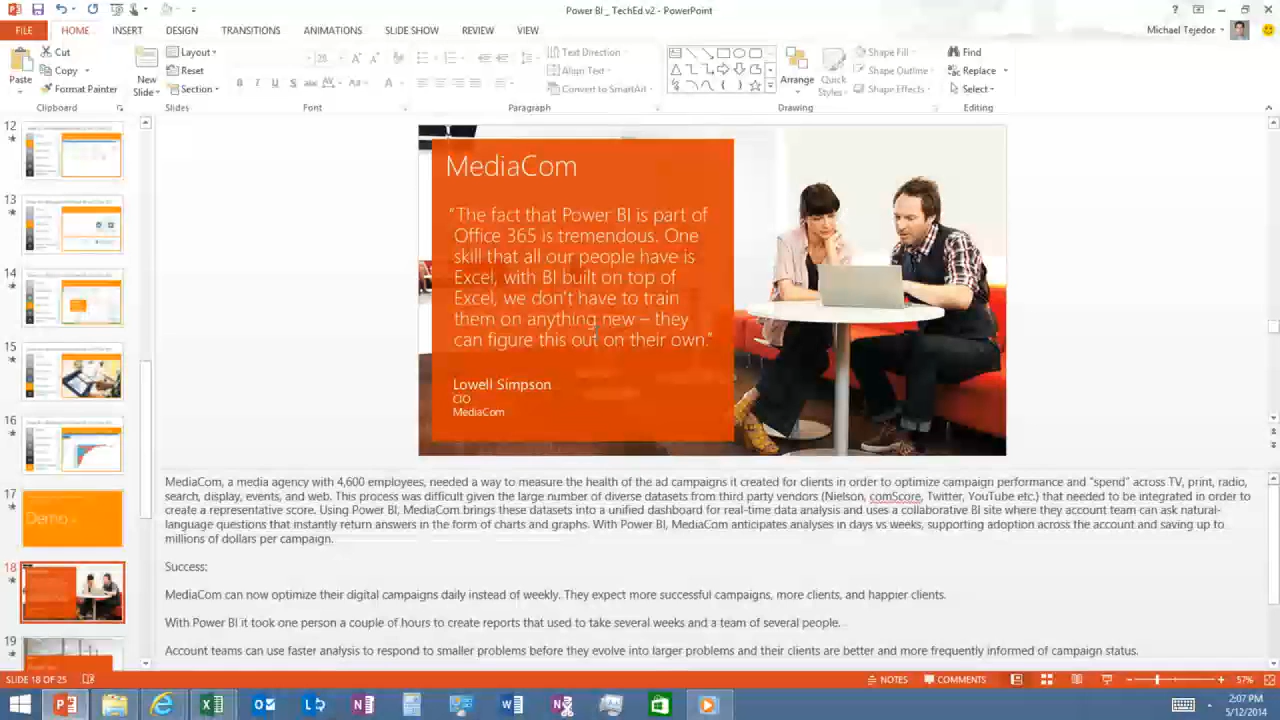 Power BI _ TechEd v2 - PowerPoint
FILE HOME INSERT DESIGN TRANSITIONS ANIMATIONS SLIDE SHOW REVIEW VIEW Michael Tejedor
Paste
Cut
Copy
Format Painter
Clipboard
New Slide
Layout
Reset
Section
Slides
28
B I U S abc AV Aa A
Font
Text Direction
Align Text
Convert to SmartArt
Paragraph
Arrange
Quick Styles
Shape Fill
Shape Outline
Shape Effects
Drawing
Find
Replace
Select
Editing
12
13
14
15
16
17
Demo
18
19
MediaCom
“The fact that Power BI is part of
Office 365 is tremendous. One
skill that all our people have is
Excel, with BI built on top of
Excel, we don't have to train
them on anything new – they
can figure this out on their own.”
Lowell Simpson
CIO
MediaCom
MediaCom, a media agency with 4,600 employees, needed a way to measure the health of the ad campaigns it created for clients in order to optimize campaign performance and “spend” across TV, print, radio,
search, display, events, and web. This process was difficult given the large number of diverse datasets from third party vendors (Nielson, comScore, Twitter, YouTube etc.) that needed to be integrated in order to
create a representative score. Using Power BI, MediaCom brings these datasets into a unified dashboard for real-time data analysis and uses a collaborative BI site where they account team can ask natural-
language questions that instantly return answers in the form of charts and graphs. With Power BI, MediaCom anticipates analyses in days vs weeks, supporting adoption across the account and saving up to
millions of dollars per campaign.
Success:
MediaCom can now optimize their digital campaigns daily instead of weekly. They expect more successful campaigns, more clients, and happier clients.
With Power BI it took one person a couple of hours to create reports that used to take several weeks and a team of several people.
Account teams can use faster analysis to respond to smaller problems before they evolve into larger problems and their clients are better and more frequently informed of campaign status.
SLIDE 18 OF 25 NOTES COMMENTS 57%
2:07 PM
5/12/2014